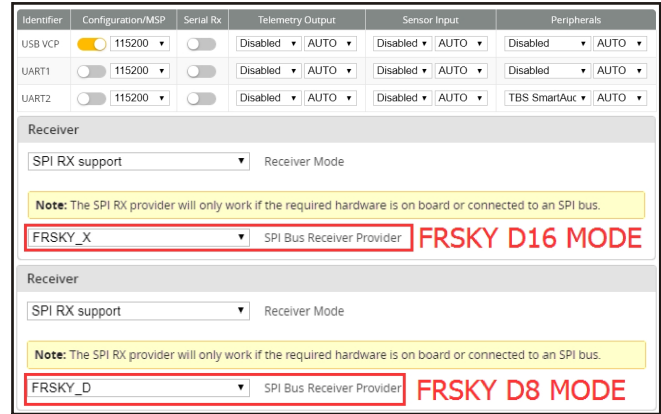 Identifier Configuration/MSP Serial Rx Telemetry Output Sensor Input Peripherals
USB VCP 115200 Disabled AUTO Disabled AUTO Disabled AUTO
UART1 115200 Disabled AUTO Disabled AUTO Disabled AUTO
UART2 115200 Disabled AUTO Disabled AUTO TBS SmartAuc AUTO
Receiver
SPI RX support Receiver Mode
Note: The SPI RX provider will only work if the required hardware is on board or connected to an SPI bus.
FRSKY_X SPI Bus Receiver Provider FRSKY D16 MODE
Receiver
SPI RX support Receiver Mode
Note: The SPI RX provider will only work if the required hardware is on board or connected to an SPI bus.
FRSKY_D SPI Bus Receiver Provider FRSKY D8 MODE